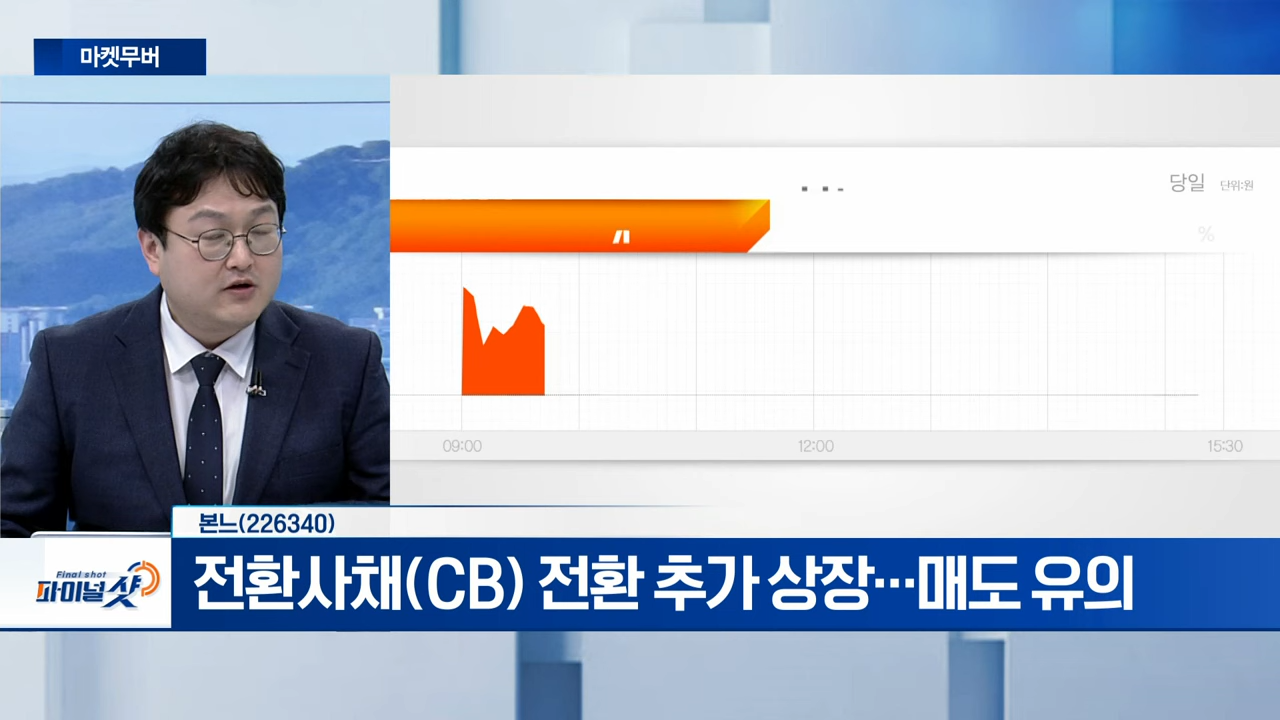 마켓무버
당일 단위:원
%
09:00 12:00 15:30
본느(226340)
Final shot
파이널샷
전환사채(CB) 전환 추가 상장…매도 유의